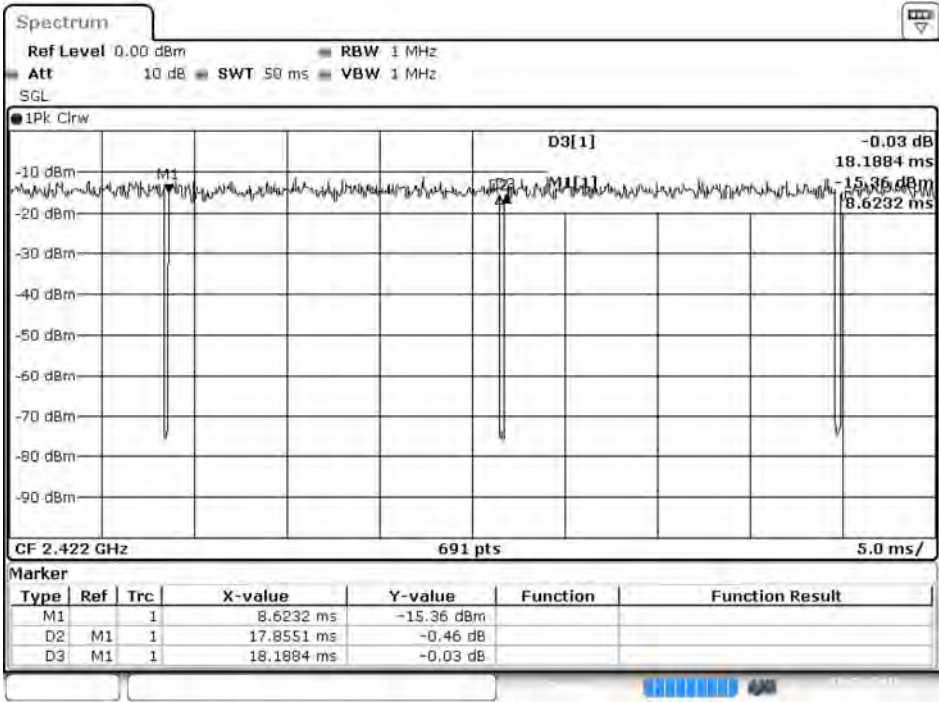 Spectrum
Ref Level 0.00 dBm RBW 1 MHz
Att 10 dB SWT 50 ms VBW 1 MHz
SGL
1Pk Clrw
D3[1] -0.03 dB
18.1884 ms
M1[1] -15.36 dBm
8.6232 ms
M1
-10 dBm
-20 dBm
-30 dBm
-40 dBm
-50 dBm
-60 dBm
-70 dBm
-80 dBm
-90 dBm
CF 2.422 GHz 691 pts 5.0 ms/
Marker
Type Ref Trc X-value Y-value Function Function Result
M1 1 8.6232 ms -15.36 dBm
D2 M1 1 17.8551 ms -0.46 dB
D3 M1 1 18.1884 ms -0.03 dB